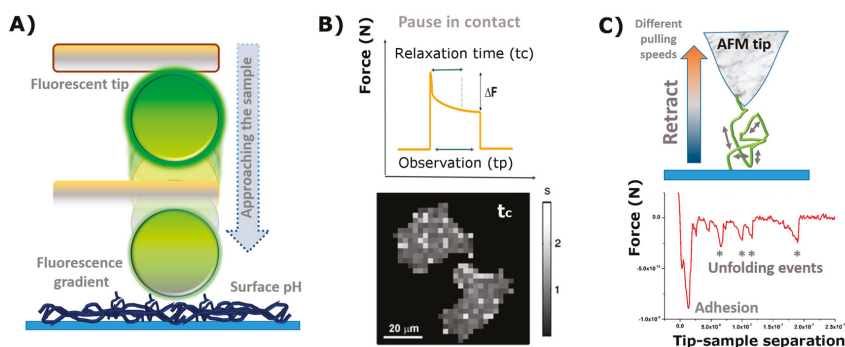 A)
Fluorescent tip
Approaching the sample
Fluorescence
gradient
Surface pH
B)
Pause in contact
Force (N)
Relaxation time (tc)
ΔF
Observation (tp)
tc
20 μm
s
2
1
C)
Different
pulling
speeds
AFM tip
Retract
Force (N)
0.0
-1.0x10⁻⁹
* * * *
Unfolding events
Adhesion
0.0
5.0x10⁻⁸
1.0x10⁻⁷
1.5x10⁻⁷
2.0x10⁻⁷
2.5x10⁻⁷
Tip-sample separation